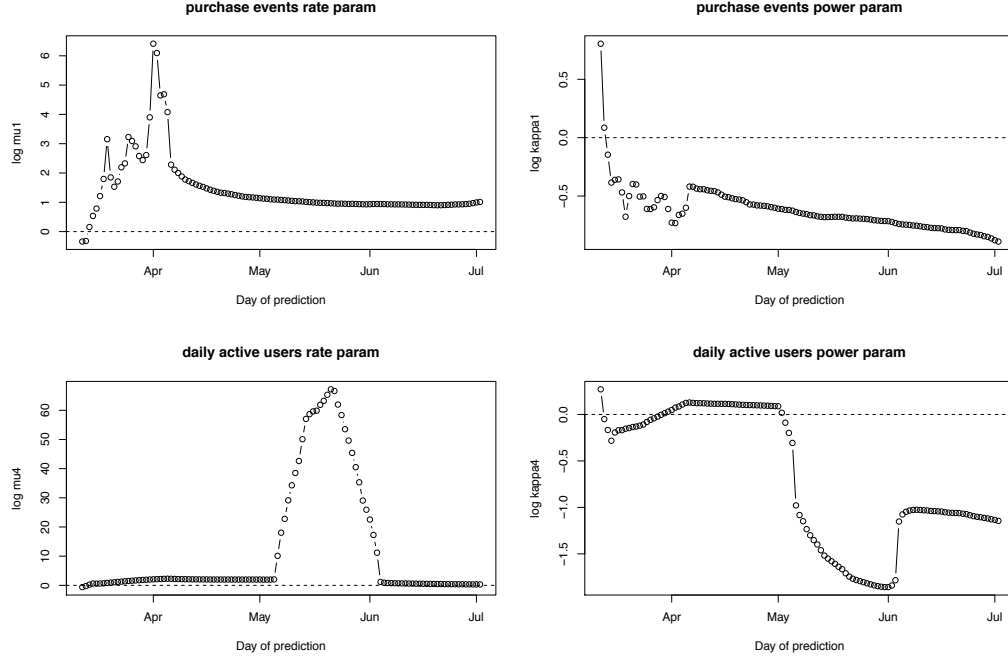 purchase events rate param
log mu1
6
5
4
3
2
1
0
Apr
May
Jun
Jul
Day of prediction
purchase events power param
log kappa1
0.5
0.0
−0.5
Apr
May
Jun
Jul
Day of prediction
daily active users rate param
log mu4
60
50
40
30
20
10
0
Apr
May
Jun
Jul
Day of prediction
daily active users power param
log kappa4
0.0
−0.5
−1.0
−1.5
Apr
May
Jun
Jul
Day of prediction